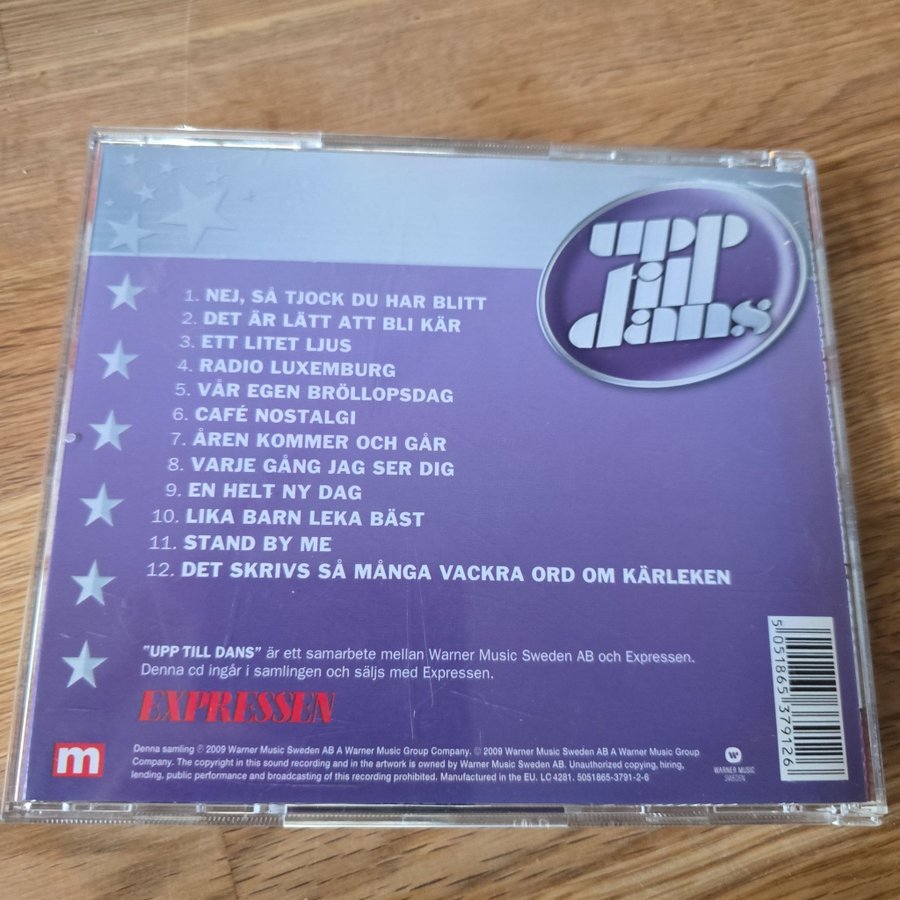 upp
till
dans
1. NEJ, SÅ TJOCK DU HAR BLITT
2. DET ÄR LÄTT ATT BLI KÄR
3. ETT LITET LJUS
4. RADIO LUXEMBURG
5. VÅR EGEN BRÖLLOPSDAG
6. CAFÉ NOSTALGI
7. ÅREN KOMMER OCH GÅR
8. VARJE GÅNG JAG SER DIG
9. EN HELT NY DAG
10. LIKA BARN LEKA BÄST
11. STAND BY ME
12. DET SKRIVS SÅ MÅNGA VACKRA ORD OM KÄRLEKEN
"UPP TILL DANS" är ett samarbete mellan Warner Music Sweden AB och Expressen.
Denna cd ingår i samlingen och säljs med Expressen.
EXPRESSEN
m
Denna samling ℗ 2009 Warner Music Sweden AB A Warner Music Group Company. © 2009 Warner Music Sweden AB A Warner Music Group
Company. The copyright in this sound recording and in the artwork is owned by Warner Music Sweden AB. Unauthorized copying, hiring,
lending, public performance and broadcasting of this recording prohibited. Manufactured in the EU. LC 4281. 5051865-3791-2-6
WARNER MUSIC
SWEDEN
5 051865 379126